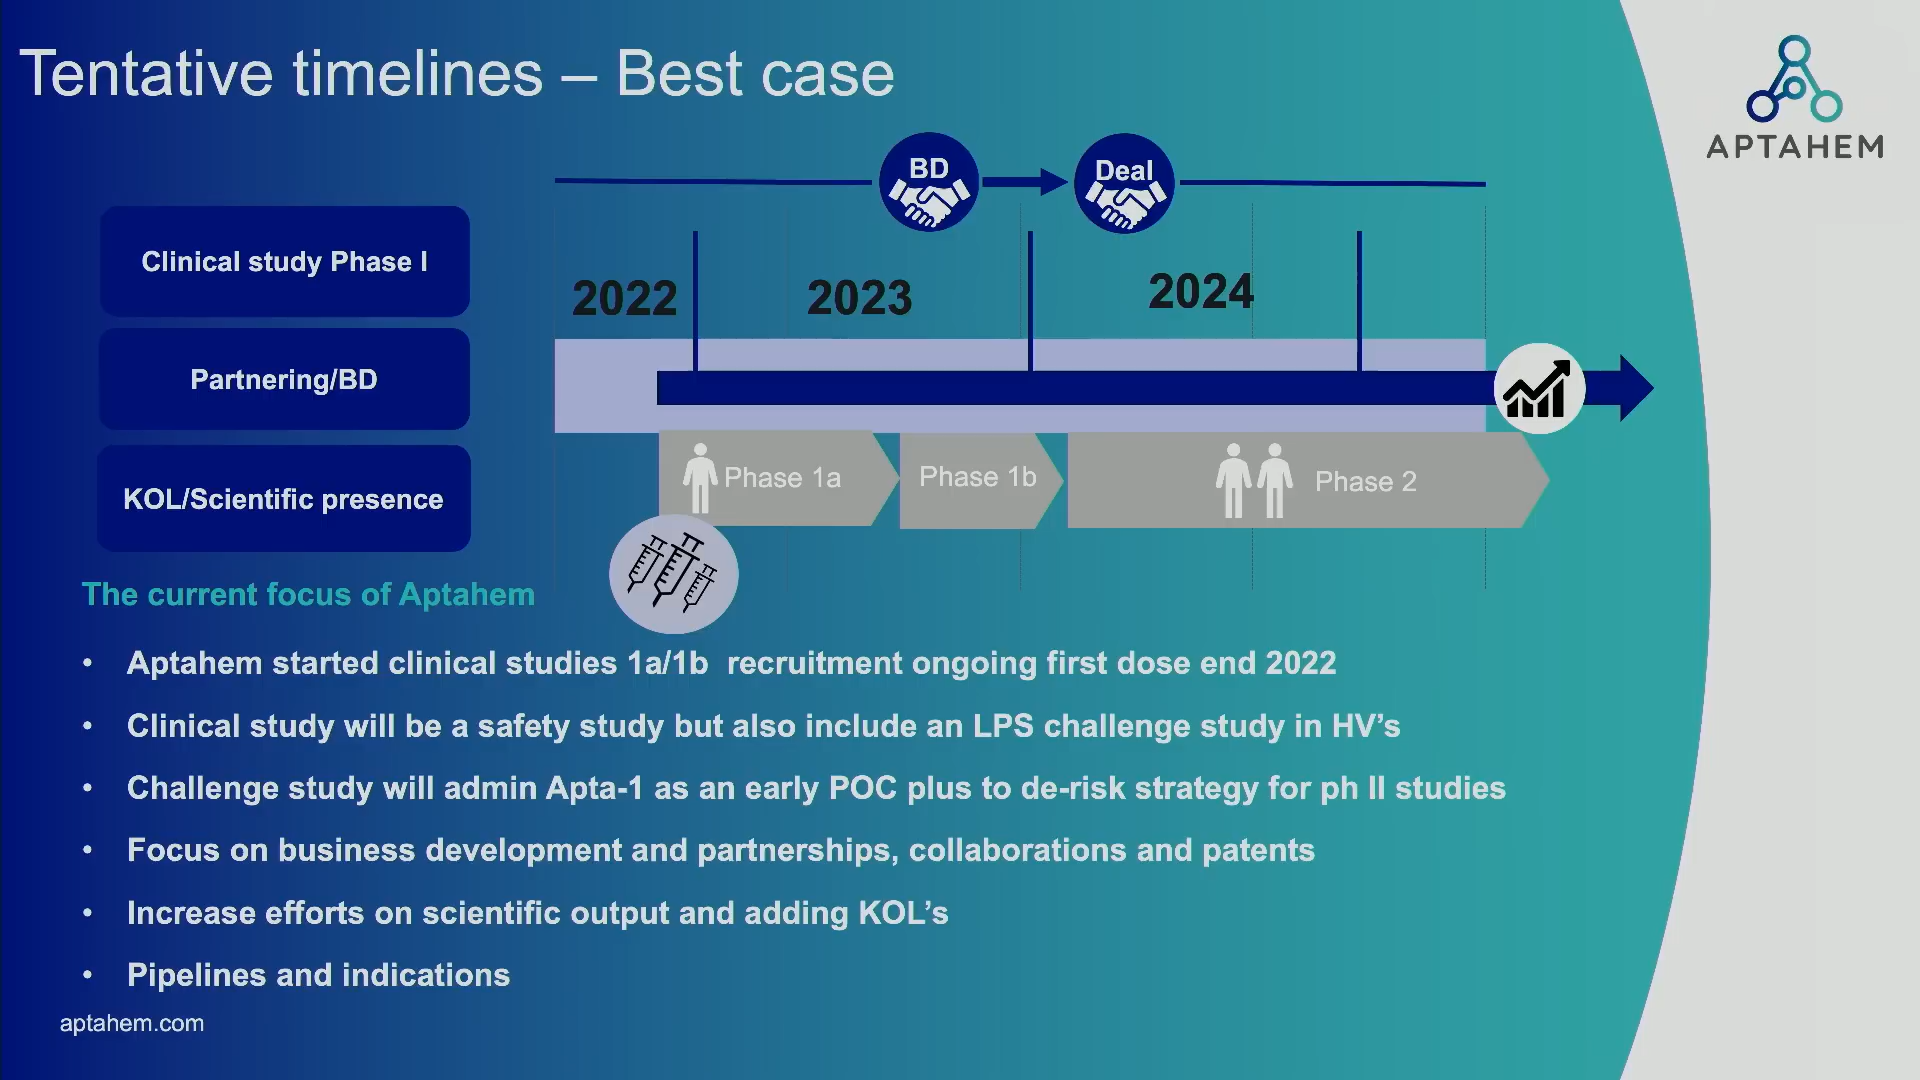 Tentative timelines – Best case
APTAHEM
BD
Deal
Clinical study Phase I
Partnering/BD
KOL/Scientific presence
2022
2023
2024
Phase 1a
Phase 1b
Phase 2
The current focus of Aptahem
• Aptahem started clinical studies 1a/1b recruitment ongoing first dose end 2022
• Clinical study will be a safety study but also include an LPS challenge study in HV’s
• Challenge study will admin Apta-1 as an early POC plus to de-risk strategy for ph II studies
• Focus on business development and partnerships, collaborations and patents
• Increase efforts on scientific output and adding KOL’s
• Pipelines and indications
aptahem.com